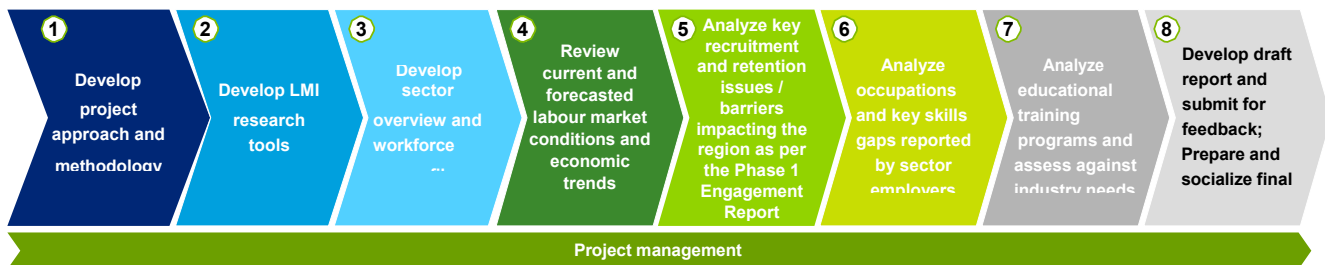 1
Develop
project
approach and
methodology
2
Develop LMI
research
tools
3
Develop
sector
overview and
workforce
4
Review
current and
forecasted
labour market
conditions and
economic
trends
5
Analyze key
recruitment
and retention
issues /
barriers
impacting the
region as per
the Phase 1
Engagement
Report
6
Analyze
occupations
and key skills
gaps reported
by sector
employers
7
Analyze
educational
training
programs and
assess against
industry needs
8
Develop draft
report and
submit for
feedback;
Prepare and
socialize final
Project management